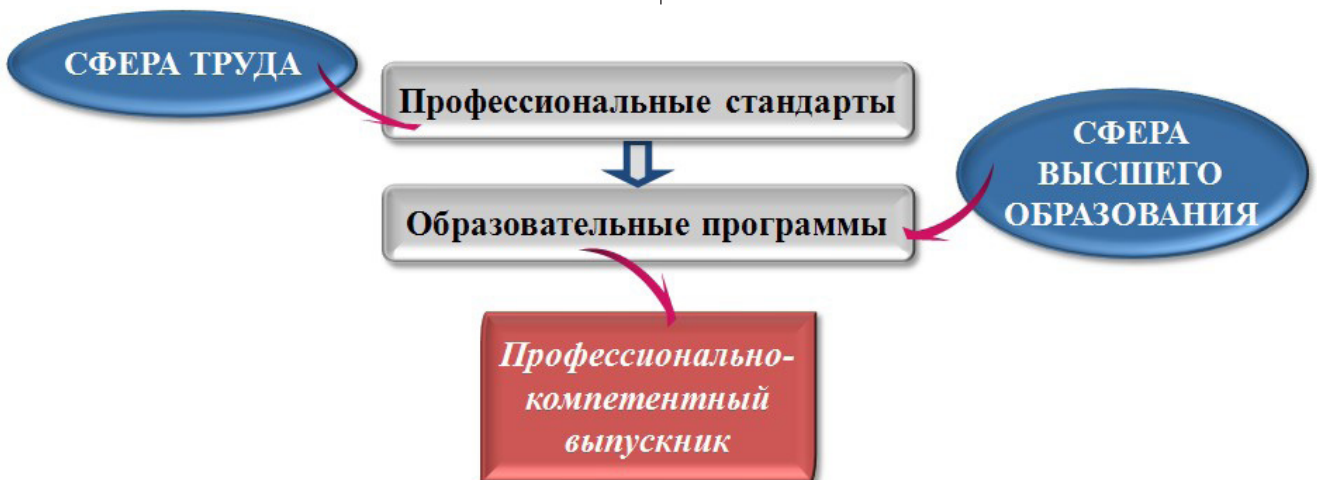 СФЕРА ТРУДА
Профессиональные стандарты
СФЕРА
ВЫСШЕГО
ОБРАЗОВАНИЯ
Образовательные программы
Профессионально-
компетентный
выпускник